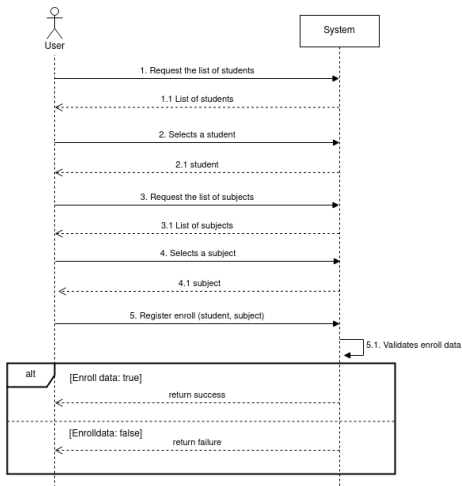 User
System
1. Request the list of students
1.1 List of students
2. Selects a student
2.1 student
3. Request the list of subjects
3.1 List of subjects
4. Selects a subject
4.1 subject
5. Register enroll (student, subject)
5.1. Validates enroll data
alt
[Enroll data: true]
return success
[Enrolldata: false]
return failure